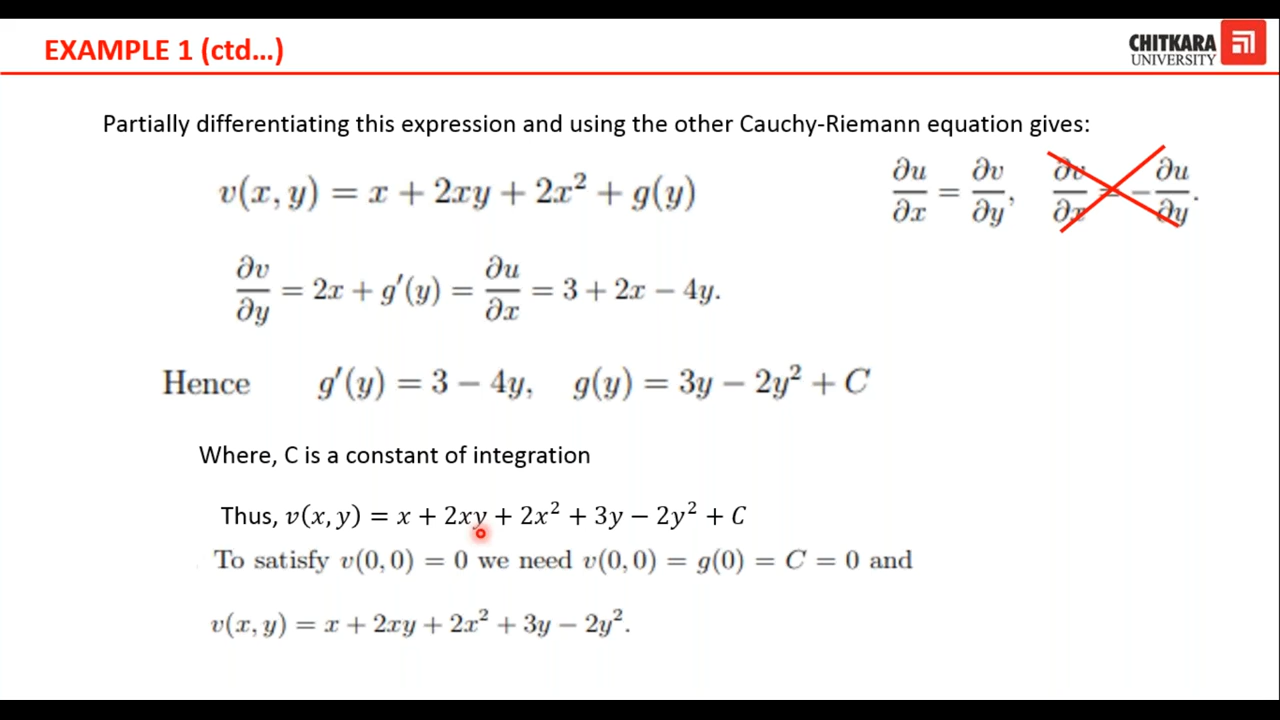 EXAMPLE 1 (ctd...)
CHITKARA
UNIVERSITY
Partially differentiating this expression and using the other Cauchy-Riemann equation gives:
v(x, y) = x + 2xy + 2x² + g(y)
∂u/∂x = ∂v/∂y, ∂v/∂x = −∂u/∂y.
∂v/∂y = 2x + g′(y) = ∂u/∂x = 3 + 2x − 4y.
Hence g′(y) = 3 − 4y, g(y) = 3y − 2y² + C
Where, C is a constant of integration
Thus, v(x, y) = x + 2xy + 2x² + 3y − 2y² + C
To satisfy v(0, 0) = 0 we need v(0, 0) = g(0) = C = 0 and
v(x, y) = x + 2xy + 2x² + 3y − 2y².